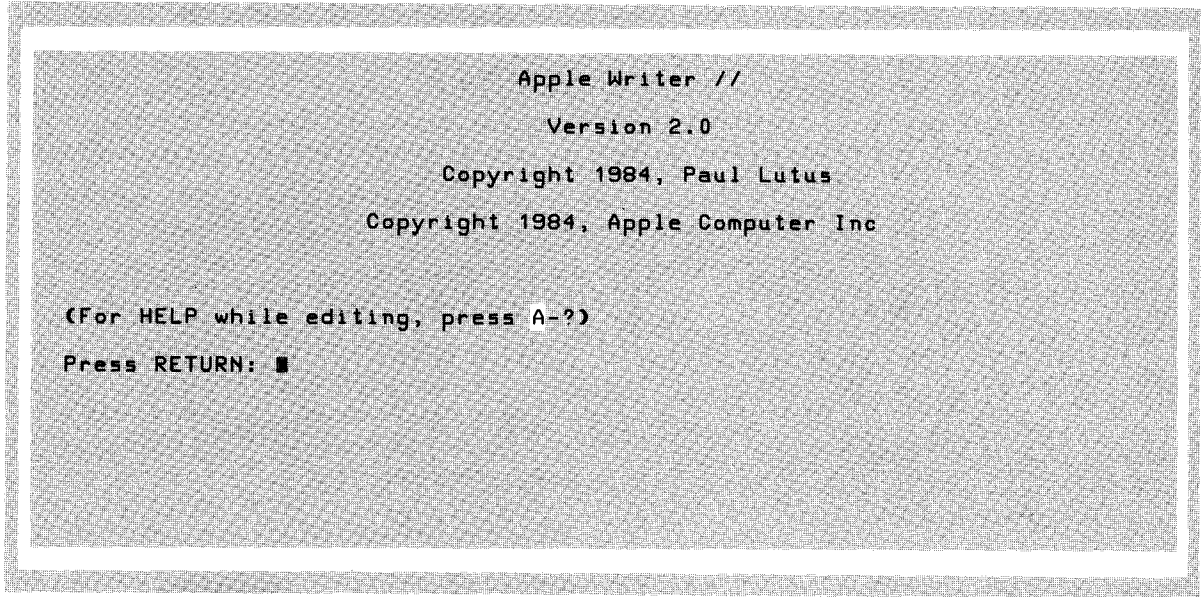 Apple Writer //
Version 2.0
Copyright 1984, Paul Lutus
Copyright 1984, Apple Computer Inc
(For HELP while editing, press A-?)
Press RETURN: